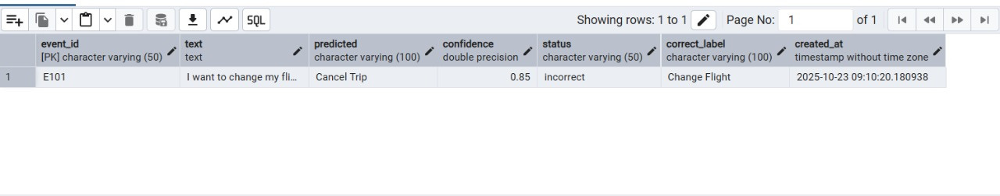 SQL Showing rows: 1 to 1 Page No: 1 of 1
event_id text predicted confidence status correct_label created_at
[PK] character varying (50) text character varying (100) double precision character varying (50) character varying (100) timestamp without time zone
1 E101 I want to change my fli... Cancel Trip 0.85 incorrect Change Flight 2025-10-23 09:10:20.180938